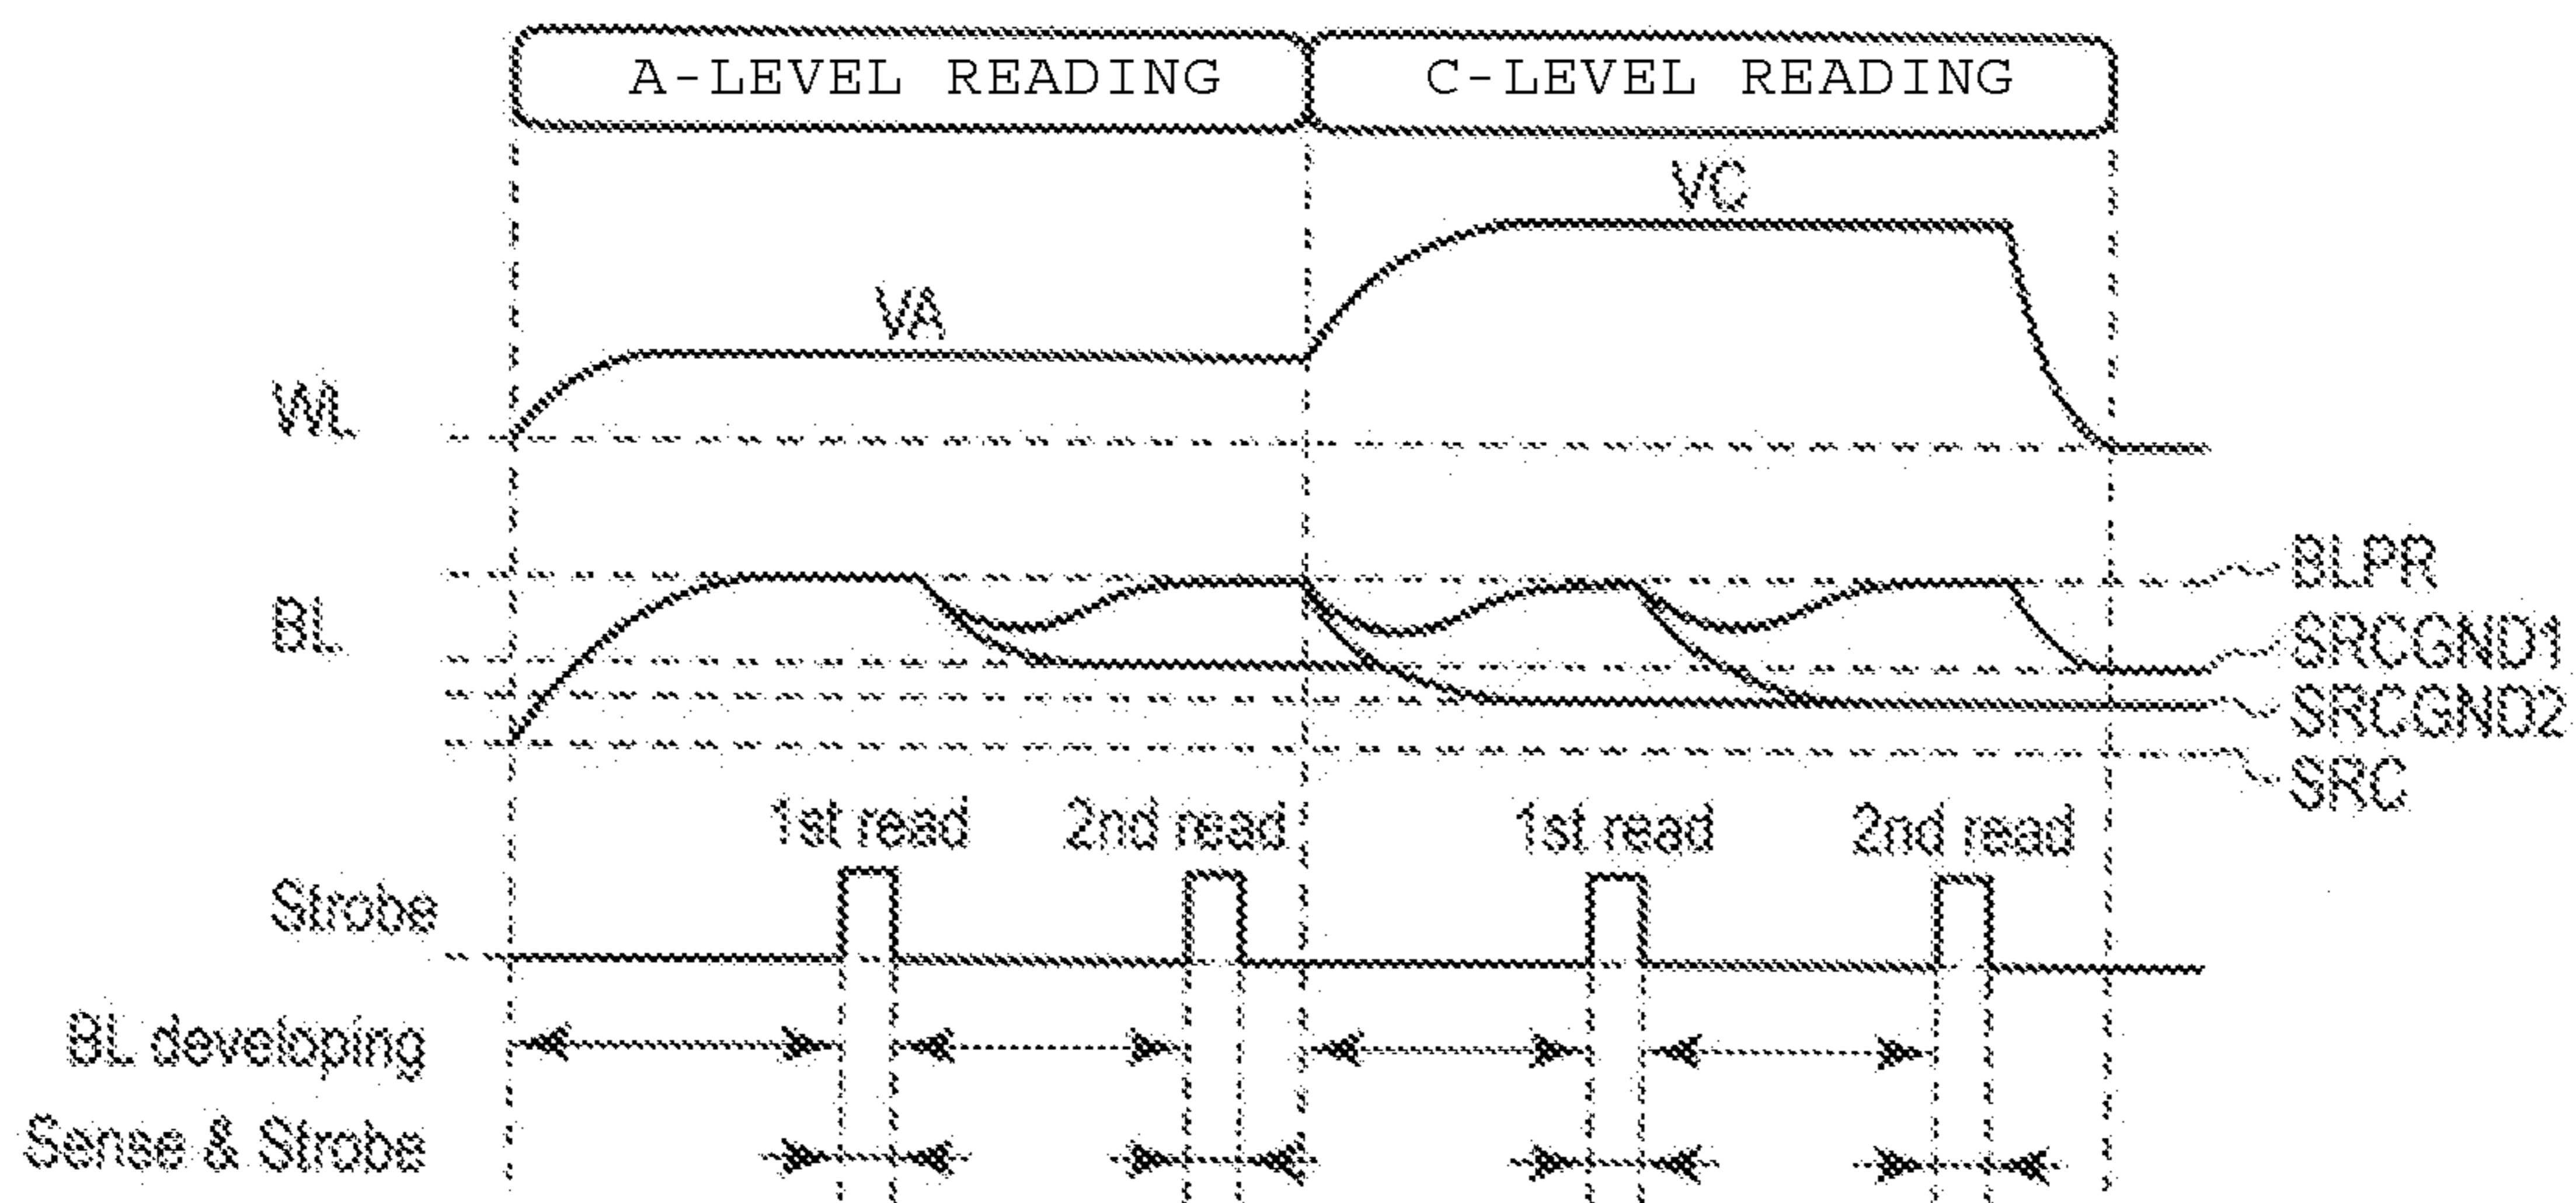 A-LEVEL READING C-LEVEL READING
VC
VA
WL
BLPR
BL
SRCGND1
SRCGND2
SRC
1st read 2nd read 1st read 2nd read
Strobe
BL developing
Sense & Strobe